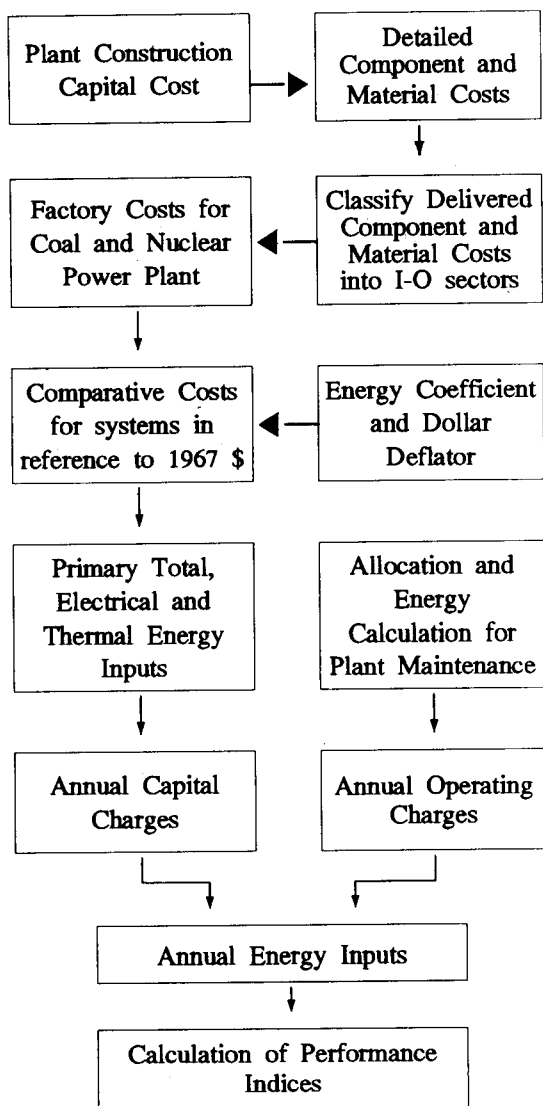 Plant Construction
Capital Cost
Detailed
Component and
Material Costs
Factory Costs for
Coal and Nuclear
Power Plant
Classify Delivered
Component and
Material Costs
into I-O sectors
Comparative Costs
for systems in
reference to 1967 $
Energy Coefficient
and Dollar
Deflator
Primary Total,
Electrical and
Thermal Energy
Inputs
Allocation and
Energy
Calculation for
Plant Maintenance
Annual Capital
Charges
Annual Operating
Charges
Annual Energy Inputs
Calculation of Performance
Indices